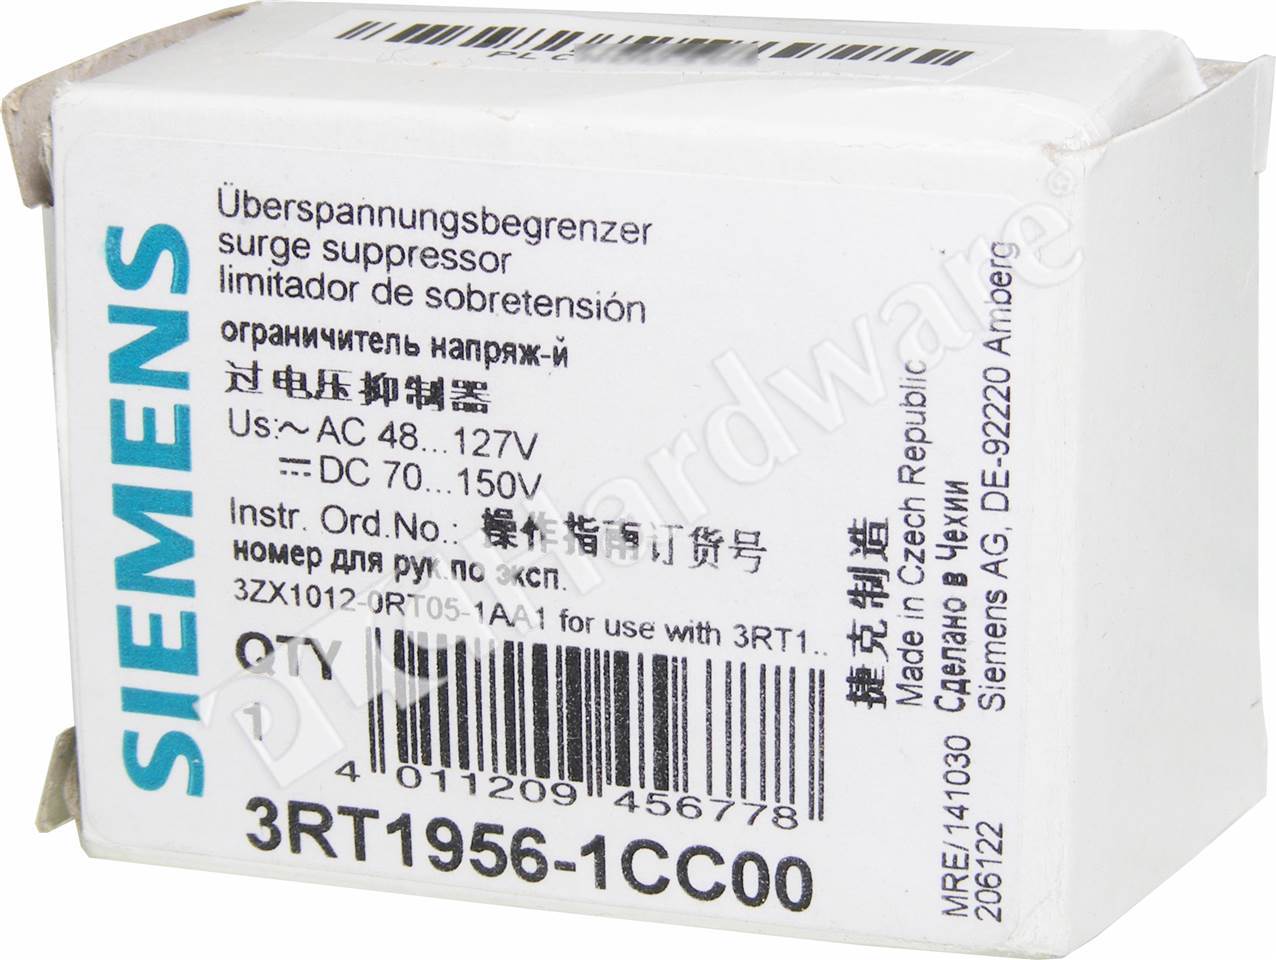 PLC
SIEMENS
Überspannungsbegrenzer
surge suppressor
limitador de sobretensión
ограничитель напряж-й
过电压抑制器
Us:~ AC 48...127V
⎓ DC 70...150V
Instr. Ord.No.: 操作指南订货号
номер для рук.по эксп.
3ZX1012-0RT05-1AA1 for use with 3RT1..
QTY
1
4 011209 456778
3RT1956-1CC00
捷克制造
Made in Czech Republic
Сделано в Чехии
Siemens AG, DE-92220 Amberg
MRE/141030
206122
PLCHardware®